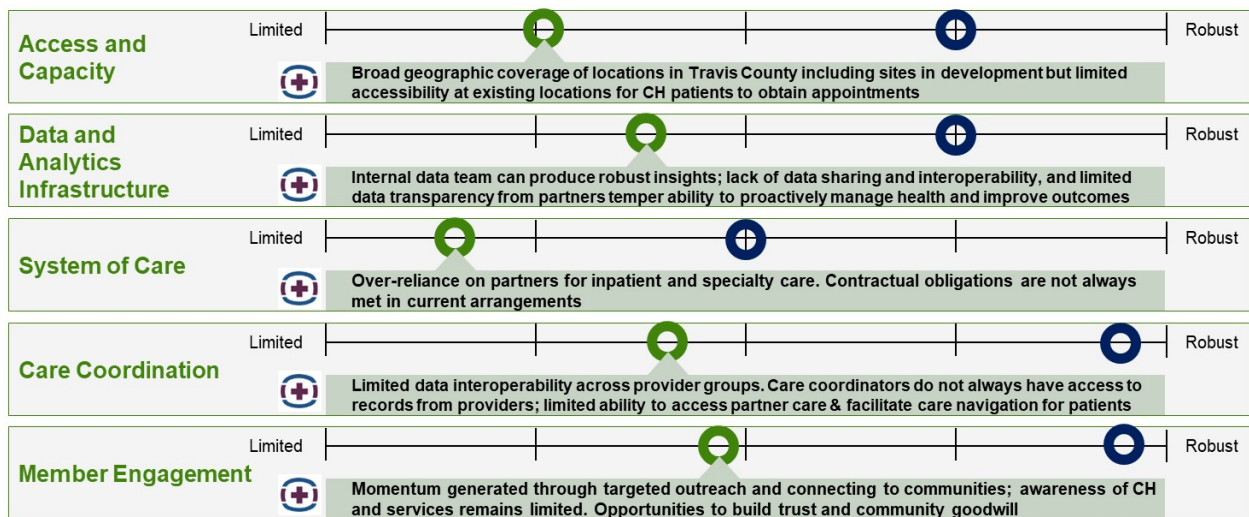 Access and
Capacity
Limited
Robust
Broad geographic coverage of locations in Travis County including sites in development but limited
accessibility at existing locations for CH patients to obtain appointments
Data and
Analytics
Infrastructure
Limited
Robust
Internal data team can produce robust insights; lack of data sharing and interoperability, and limited
data transparency from partners temper ability to proactively manage health and improve outcomes
System of Care
Limited
Robust
Over-reliance on partners for inpatient and specialty care. Contractual obligations are not always
met in current arrangements
Care Coordination
Limited
Robust
Limited data interoperability across provider groups. Care coordinators do not always have access to
records from providers; limited ability to access partner care & facilitate care navigation for patients
Member Engagement
Limited
Robust
Momentum generated through targeted outreach and connecting to communities; awareness of CH
and services remains limited. Opportunities to build trust and community goodwill